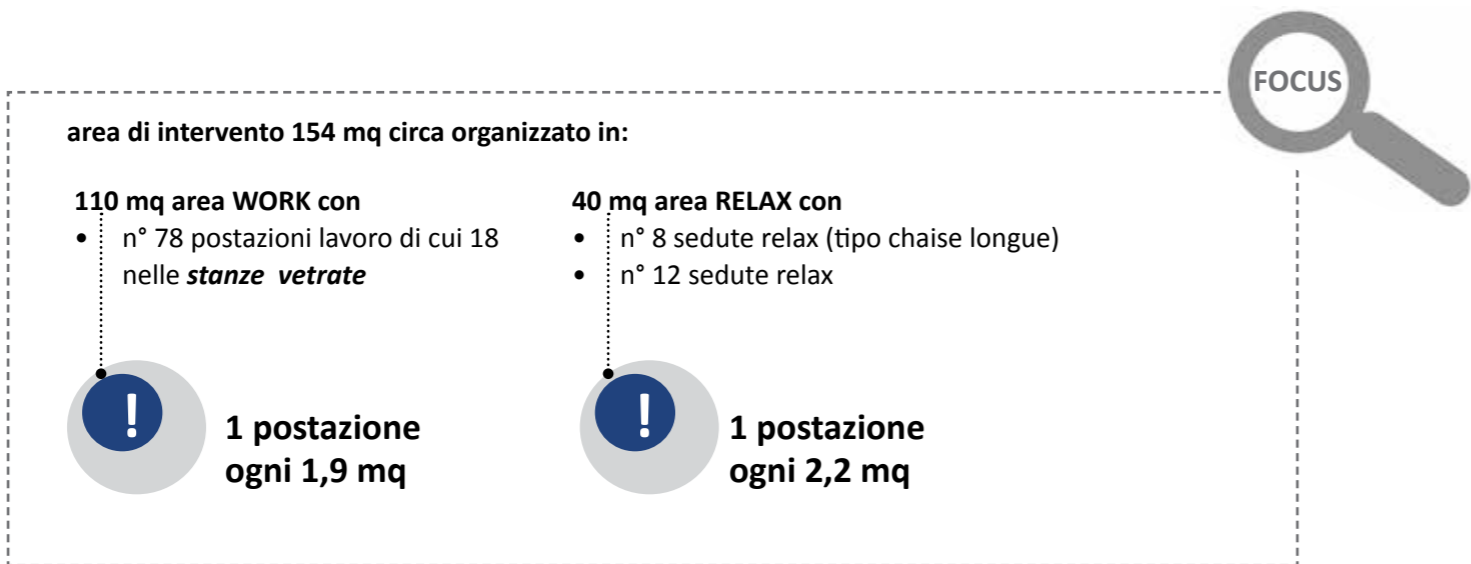 FOCUS
area di intervento 154 mq circa organizzato in:
110 mq area WORK con
• n° 78 postazioni lavoro di cui 18
nelle stanze vetrate
!
1 postazione
ogni 1,9 mq
40 mq area RELAX con
• n° 8 sedute relax (tipo chaise longue)
• n° 12 sedute relax
!
1 postazione
ogni 2,2 mq